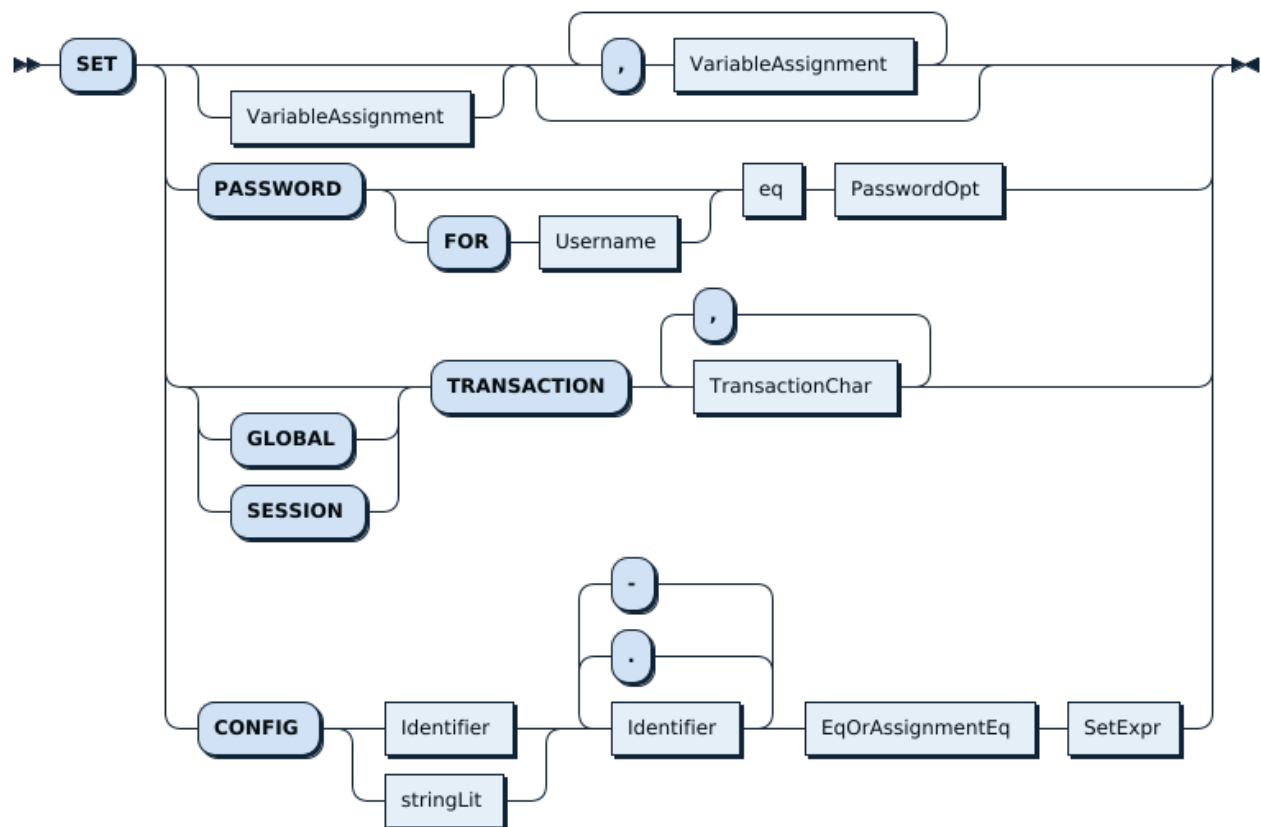 SET , VariableAssignment
VariableAssignment
PASSWORD eq PasswordOpt
FOR Username
,
TRANSACTION TransactionChar
GLOBAL
SESSION
-
.
CONFIG Identifier Identifier EqOrAssignmentEq SetExpr
stringLit